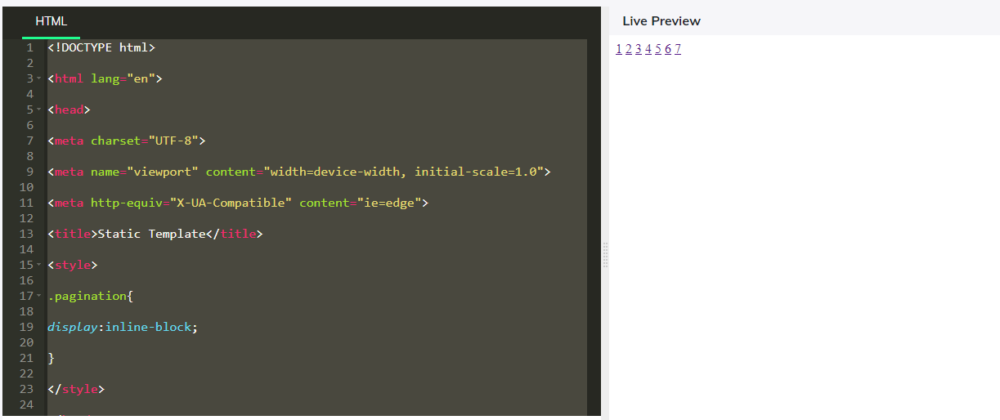 HTML
Live Preview
1 <!DOCTYPE html>
2
3 <html lang="en">
4
5 <head>
6
7 <meta charset="UTF-8">
8
9 <meta name="viewport" content="width=device-width, initial-scale=1.0">
10
11 <meta http-equiv="X-UA-Compatible" content="ie=edge">
12
13 <title>Static Template</title>
14
15 <style>
16
17 .pagination{
18
19 display:inline-block;
20
21 }
22
23 </style>
24
1 2 3 4 5 6 7